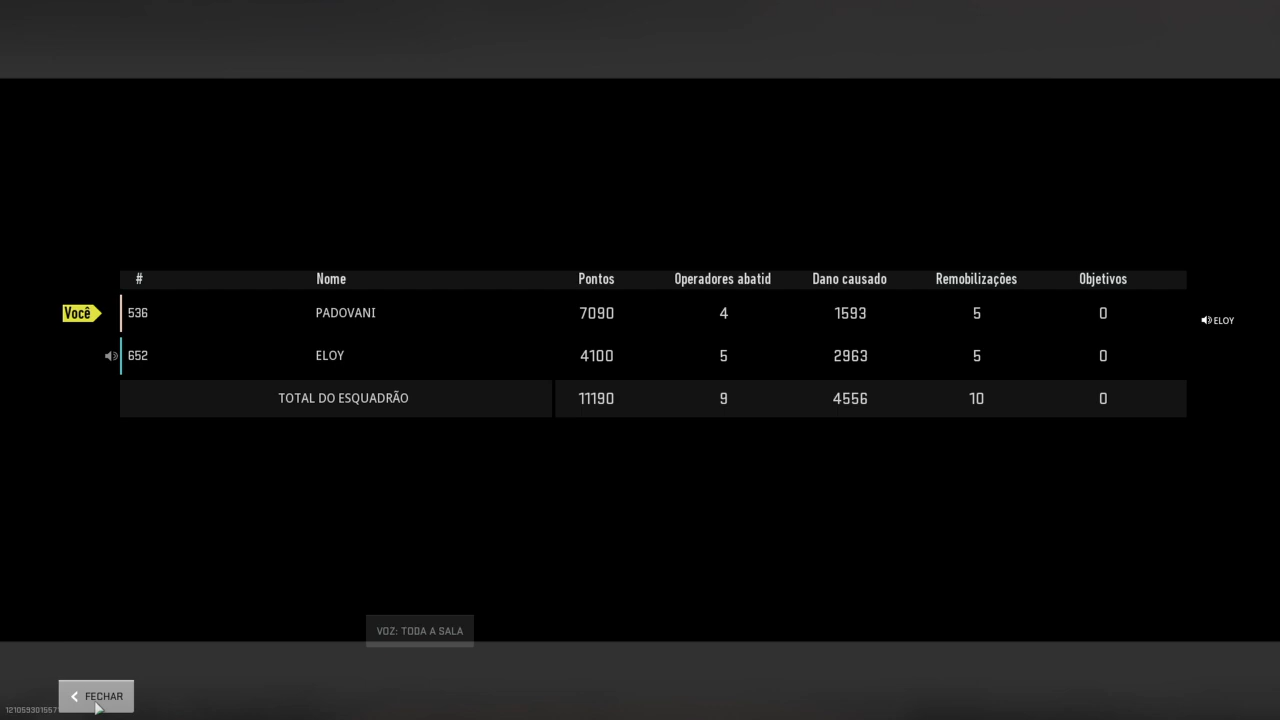 # Nome Pontos Operadores abatid Dano causado Remobilizações Objetivos
Você 536 PADOVANI 7090 4 1593 5 0
ELOY
652 ELOY 4100 5 2963 5 0
TOTAL DO ESQUADRÃO 11190 9 4556 10 0
VOZ: TODA A SALA
FECHAR
121059301557